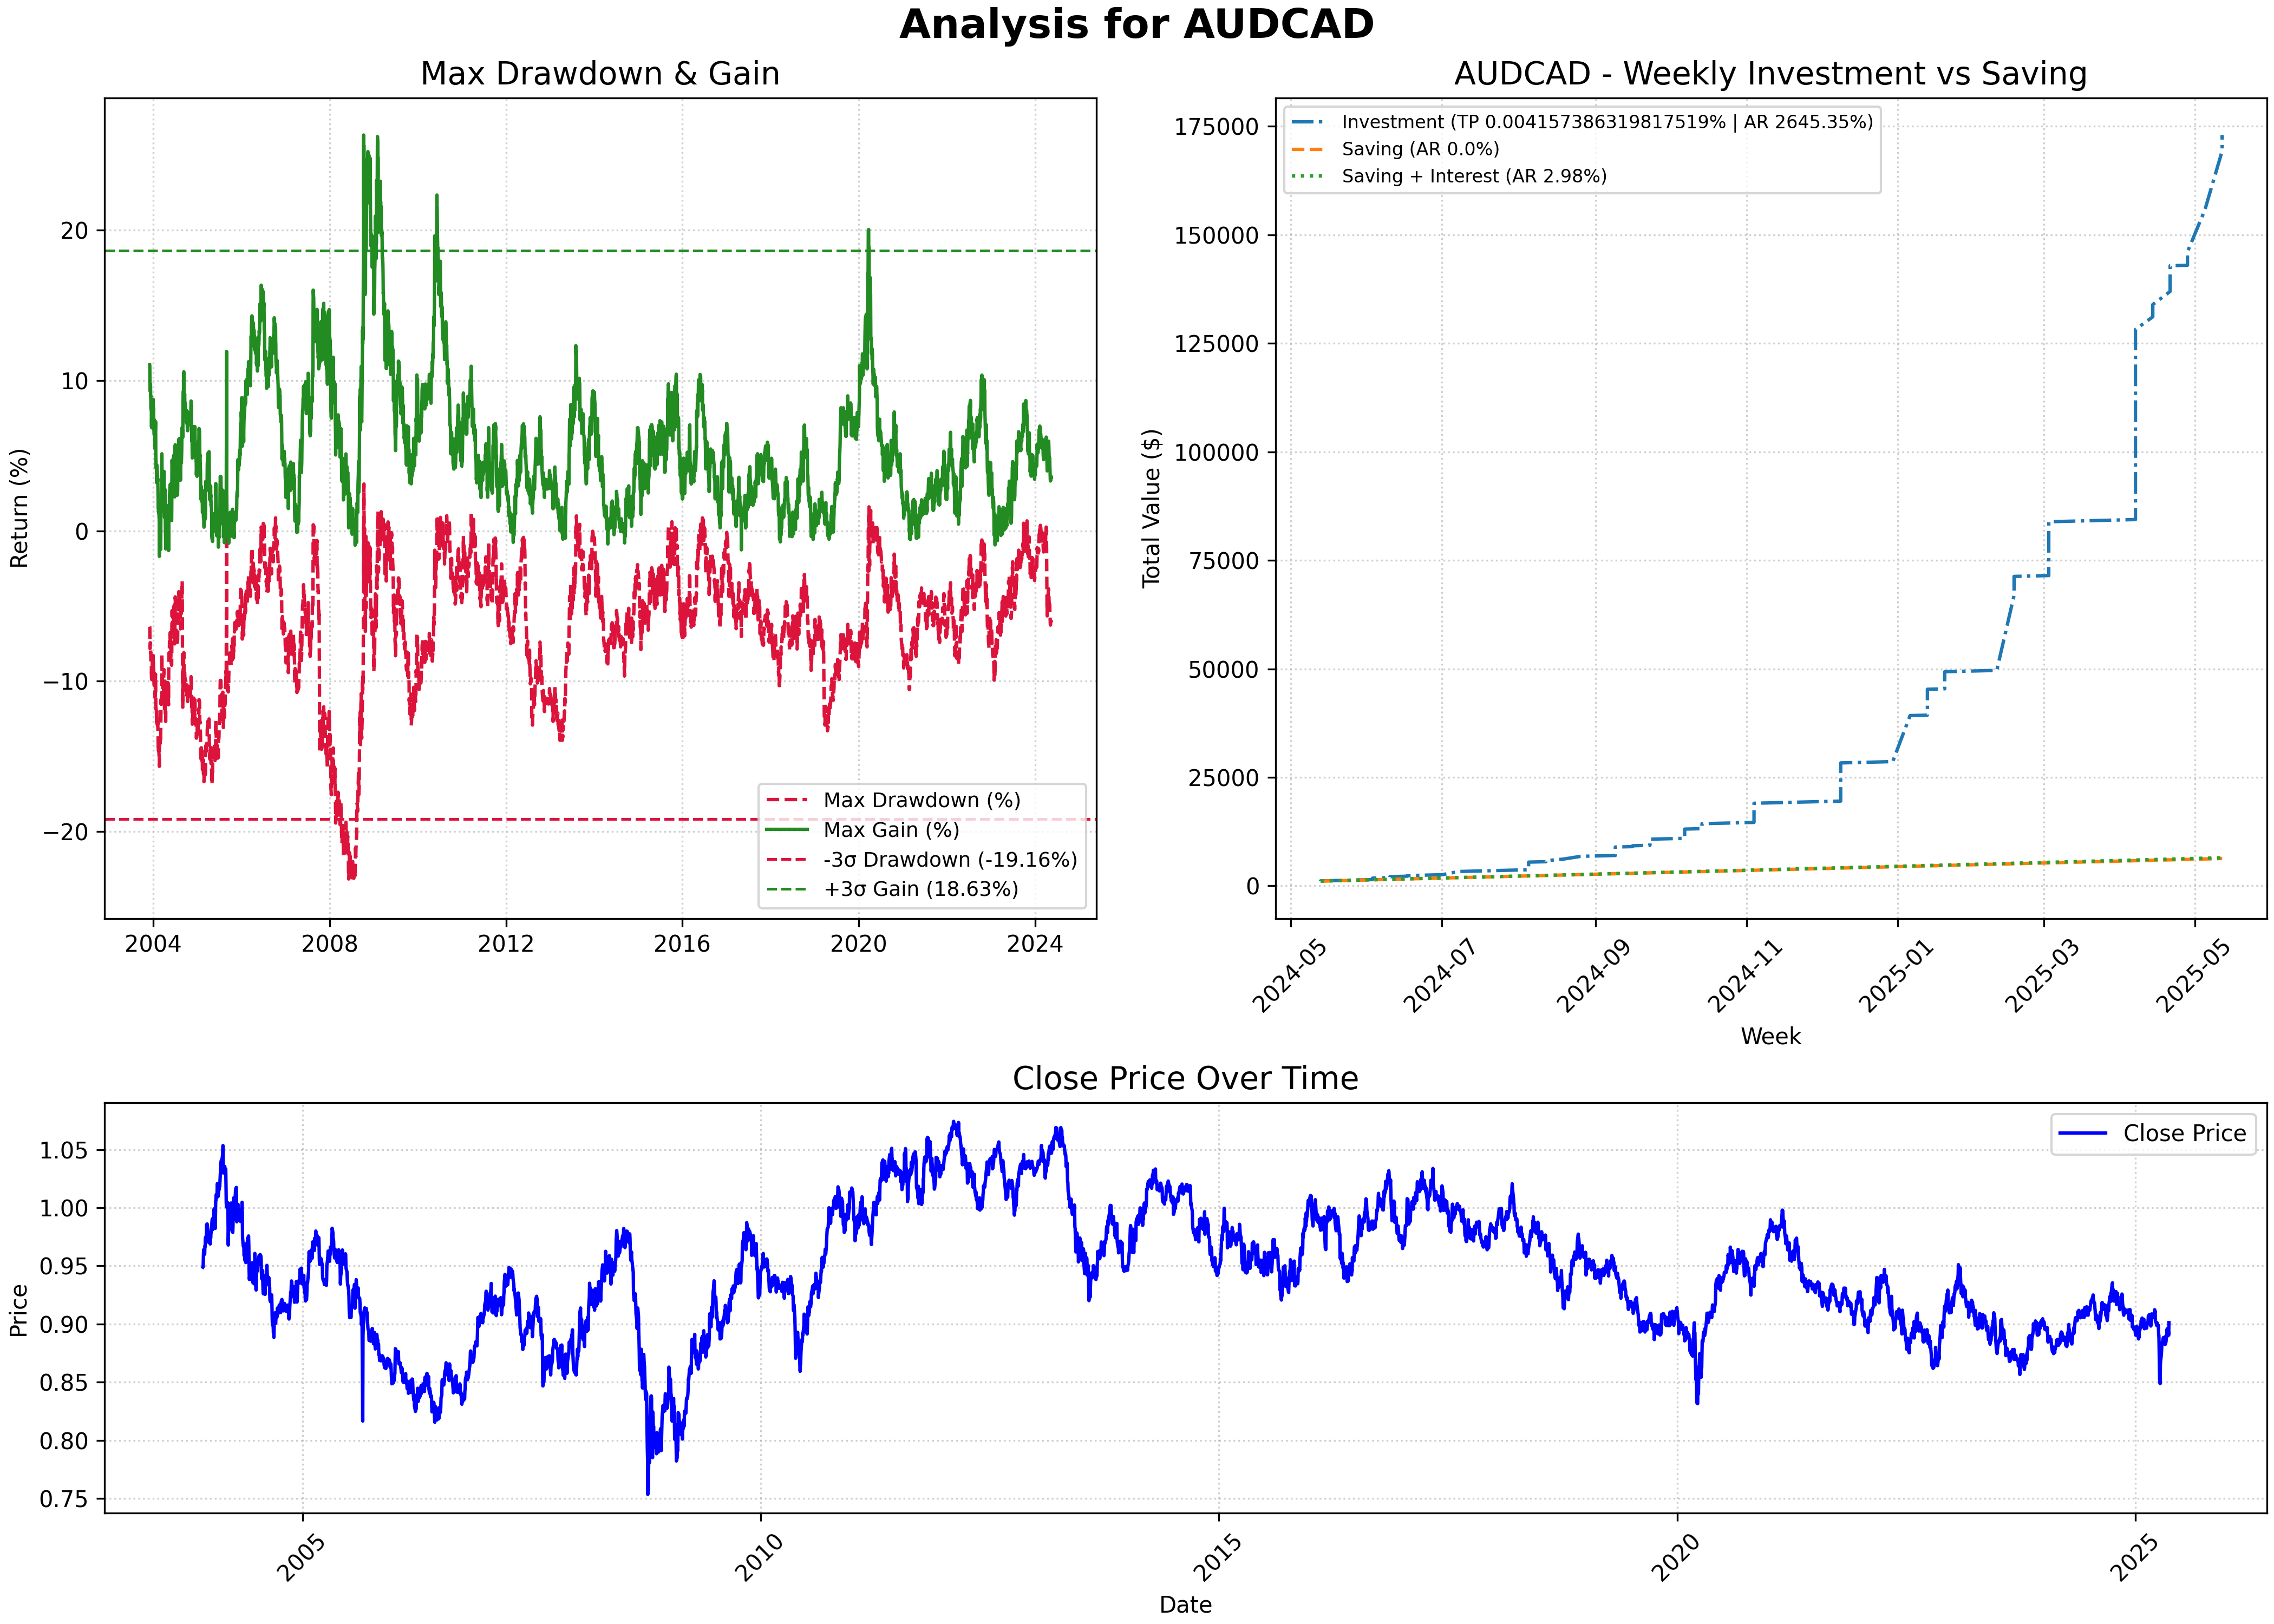 Analysis for AUDCAD
Max Drawdown & Gain
Return (%)
20
10
0
−10
−20
2004
2008
2012
2016
2020
2024
Max Drawdown (%)
Max Gain (%)
-3σ Drawdown (-19.16%)
+3σ Gain (18.63%)
AUDCAD - Weekly Investment vs Saving
Total Value ($)
175000
150000
125000
100000
75000
50000
25000
0
Investment (TP 0.004157386319817519% | AR 2645.35%)
Saving (AR 0.0%)
Saving + Interest (AR 2.98%)
2024-05
2024-07
2024-09
2024-11
2025-01
2025-03
2025-05
Week
Close Price Over Time
Price
1.05
1.00
0.95
0.90
0.85
0.80
0.75
Close Price
2005
2010
2015
2020
2025
Date